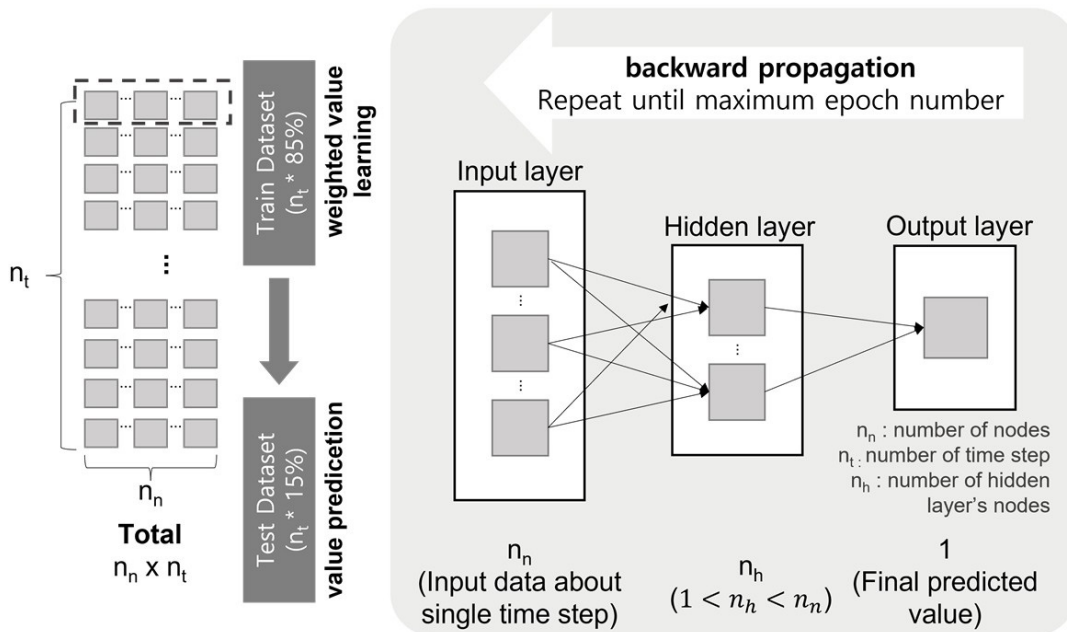 n_t
n_n
Total
n_n x n_t
Train Dataset
(n_t * 85%)
weighted value
learning
Test Dataset
(n_t * 15%)
value predicetion
backward propagation
Repeat until maximum epoch number
Input layer
Hidden layer
Output layer
n_n : number of nodes
n_t : number of time step
n_h : number of hidden
layer's nodes
n_n
(Input data about
single time step)
n_h
(1 < n_h < n_n)
1
(Final predicted
value)